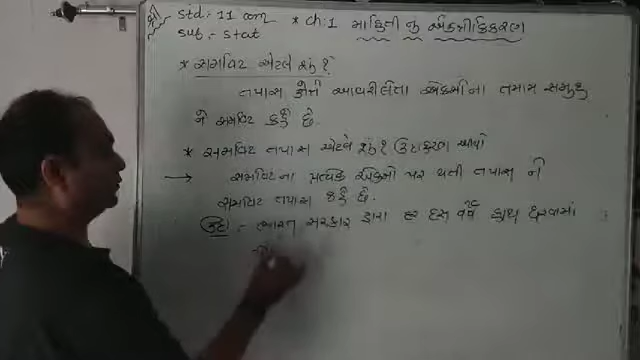 std:- 11 com * ch:1 માહિતી નું એકત્રીકરણ
sub:- stat
* સમષ્ટિ એટલે શું?
તપાસ ક્ષેત્રની આવરીલેતા એકમોના તમામ સમુહ
ને સમષ્ટિ કહે છે.
* સમષ્ટિ તપાસ એટલે શું? ઉદાહરણ આપો
→ સમષ્ટિના પ્રત્યેક એકમો પર થતી તપાસ ની
સમષ્ટિ તપાસ કહે છે.
ઉદા :- ભારત સરકાર દ્વારા દર દસ વર્ષે હાથ ધરવામાં